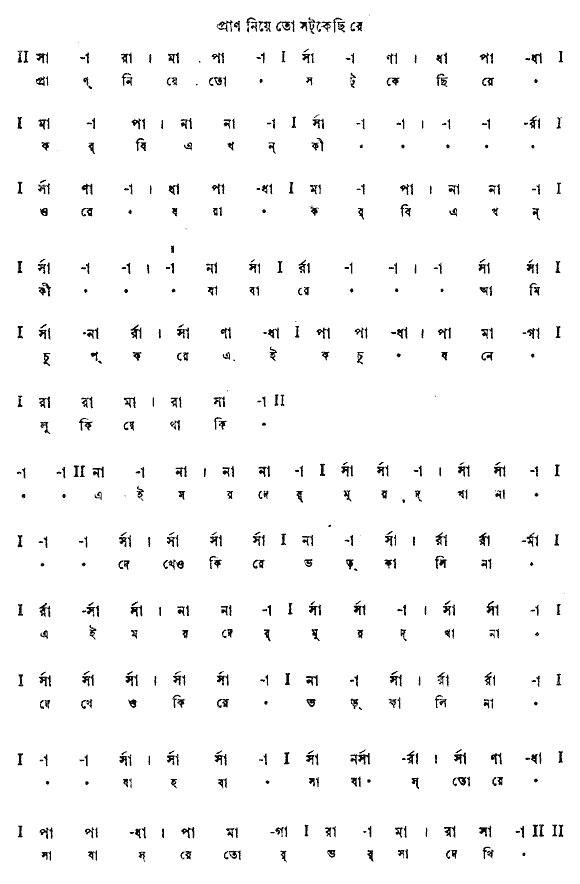 প্রাণ নিয়ে তো সট্‌কেছি রে
II সা -া রা । মা পা -া I র্সা -া ণা । ধা পা -ধা I
প্রা ণ্ নি য়ে তো • স ট্ কে ছি রে •
I মা -া পা । না না -া I র্সা -া -া । -া -া -র্রা I
ক র্ বি এ খ ন্ কী • • • • •
I র্সা ণা -া । ধা পা -ধা I মা -া পা । না না -া I
ও রে • ব রা • ক র্ বি এ খ ন্
I র্সা -া -া । -া না র্সা I র্রা -া -া । -া র্সা র্সা I
কী • • • বা বা রে • • • আ মি
I র্সা -না র্রা । র্সা ণা -ধা I পা পা -ধা । পা মা -গা I
চু প্ ক রে এ ই ক চু • ব নে •
I রা রা মা । রা সা -া II
লু কি য়ে থা কি •
-া -া II না -া না । না না -া I র্সা র্সা -া । র্সা র্সা -া I
• • এ ই ম র দে র্ মু র দ্ খা না •
I -া -া র্সা । র্সা র্সা র্সা I না -া র্সা । র্রা র্রা -র্মা I
• • দে খেও কি রে ভ ড়্ কা লি না •
I র্রা -র্সা র্সা । না না -া I র্সা র্সা -া । র্সা র্সা -া I
এ ই ম র দে র্ মু র দ্ খা না •
I র্সা র্সা র্সা । র্সা র্সা -া I না -া র্সা । র্রা র্রা -া I
দে খে ও কি রে • ভ ড়্ কা লি না •
I -া -া র্সা । র্সা র্সা -া I র্সা নর্সা -র্রা । র্সা ণা -ধা I
• • বা হ বা • সা বা• স্ তো রে •
I পা পা -ধা । পা মা -গা I রা -া মা । রা সা -া II II
সা বা স্ রে তো র্ ভ র্ সা দে খি •